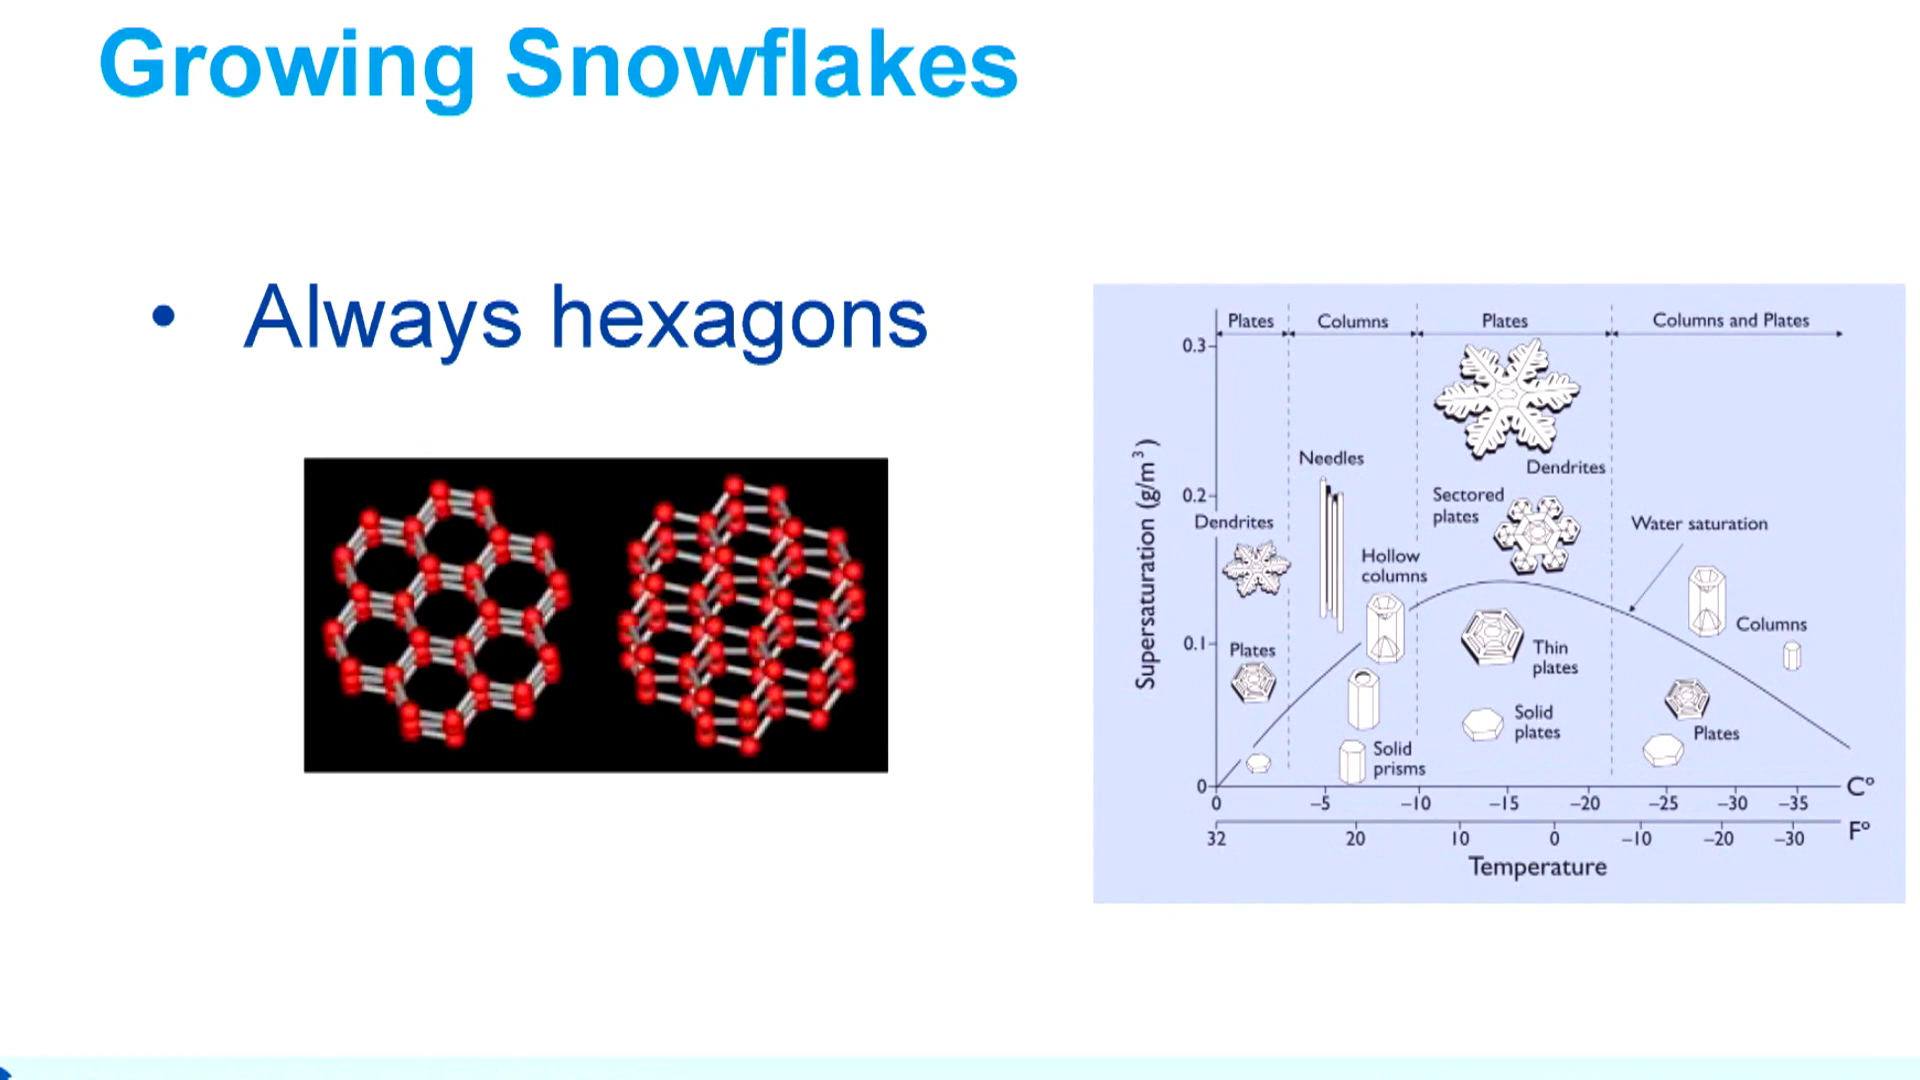 Growing Snowflakes
• Always hexagons
Plates
Columns
Plates
Columns and Plates
0.3
0.2
0.1
0
Supersaturation (g/m³)
Dendrites
Needles
Sectored
plates
Dendrites
Hollow
columns
Water saturation
Plates
Thin
plates
Columns
Solid
plates
Plates
Solid
prisms
0 –5 –10 –15 –20 –25 –30 –35 C°
32 20 10 0 –10 –20 –30 F°
Temperature